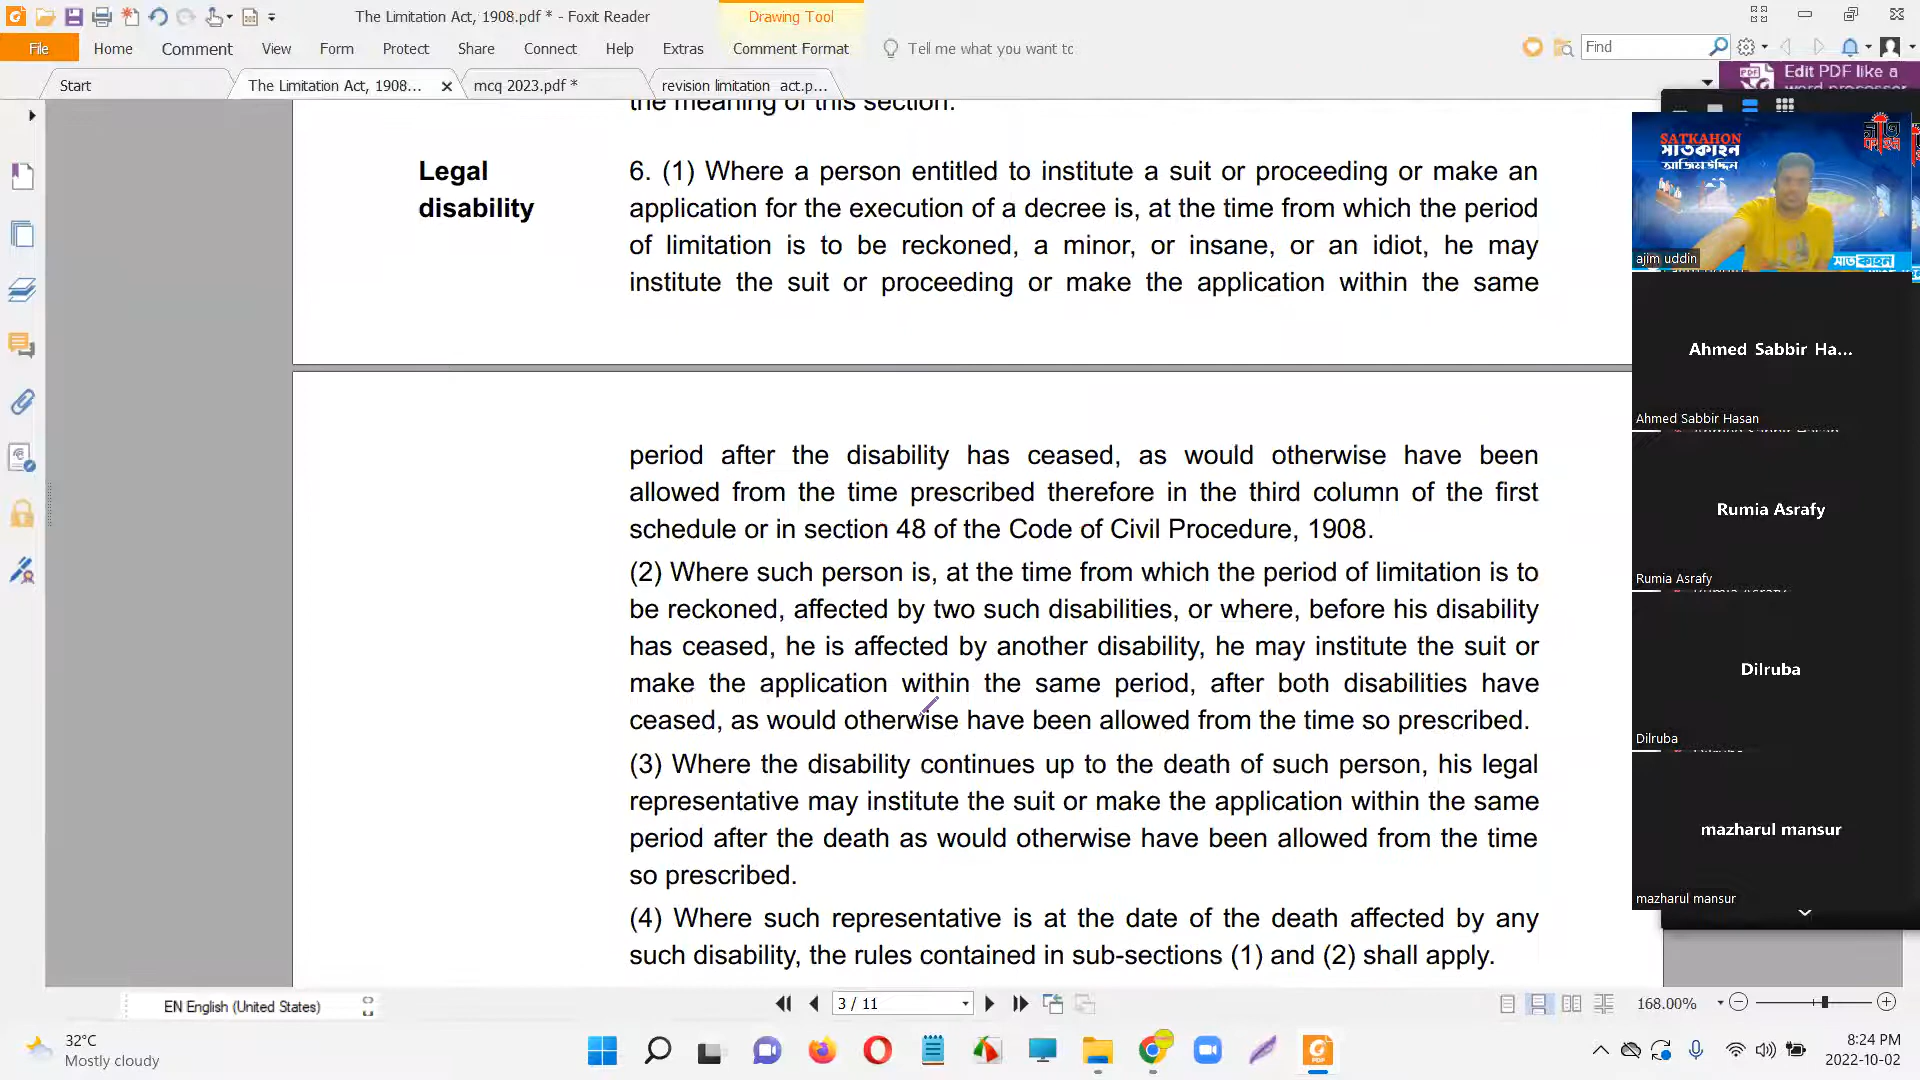 The Limitation Act, 1908.pdf * - Foxit Reader
Drawing Tool
File
Home
Comment
View
Form
Protect
Share
Connect
Help
Extras
Comment Format
Tell me what you want to
Find
Start
The Limitation Act, 1908...
mcq 2023.pdf *
revision limitation act.p...
Edit PDF like a
word processor
the meaning of this section.
Legal
disability
6. (1) Where a person entitled to institute a suit or proceeding or make an
application for the execution of a decree is, at the time from which the period
of limitation is to be reckoned, a minor, or insane, or an idiot, he may
institute the suit or proceeding or make the application within the same
period after the disability has ceased, as would otherwise have been
allowed from the time prescribed therefore in the third column of the first
schedule or in section 48 of the Code of Civil Procedure, 1908.
(2) Where such person is, at the time from which the period of limitation is to
be reckoned, affected by two such disabilities, or where, before his disability
has ceased, he is affected by another disability, he may institute the suit or
make the application within the same period, after both disabilities have
ceased, as would otherwise have been allowed from the time so prescribed.
(3) Where the disability continues up to the death of such person, his legal
representative may institute the suit or make the application within the same
period after the death as would otherwise have been allowed from the time
so prescribed.
(4) Where such representative is at the date of the death affected by any
such disability, the rules contained in sub-sections (1) and (2) shall apply.
SATKAHON
সাতকাহন
আজিমউদ্দিন
সাতকাহন
ajim uddin
Ahmed Sabbir Ha...
Ahmed Sabbir Hasan
Rumia Asrafy
Rumia Asrafy
Dilruba
Dilruba
mazharul mansur
mazharul mansur
EN English (United States)
3 / 11
168.00%
32°C
Mostly cloudy
8:24 PM
2022-10-02